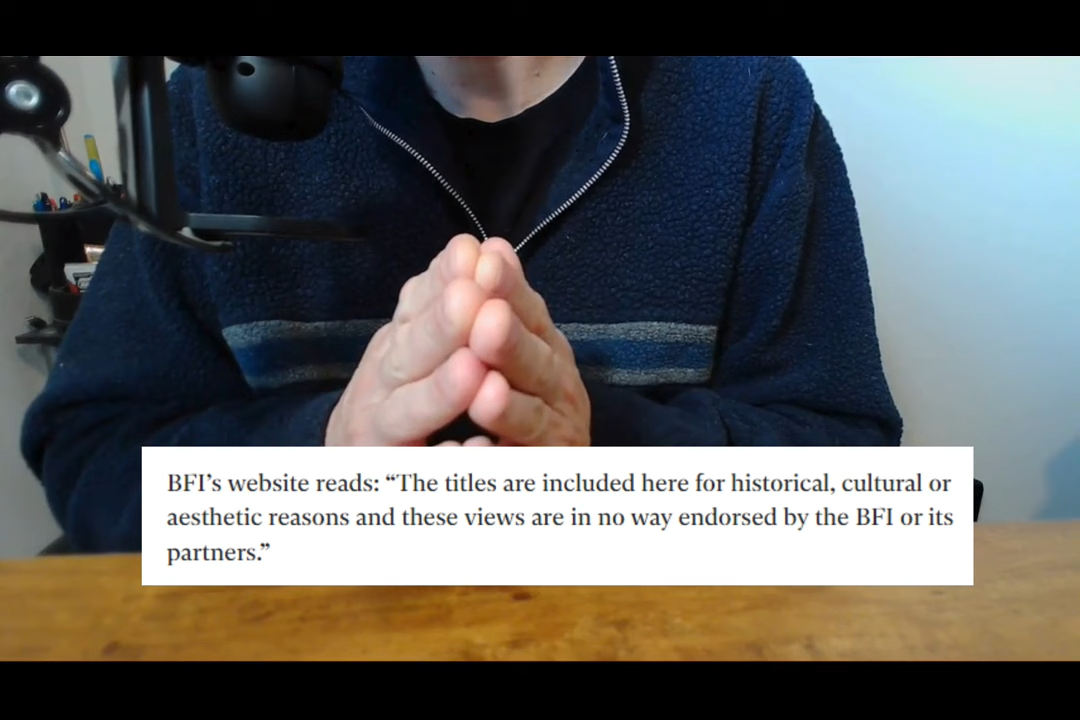 BFI’s website reads: “The titles are included here for historical, cultural or
aesthetic reasons and these views are in no way endorsed by the BFI or its
partners.”